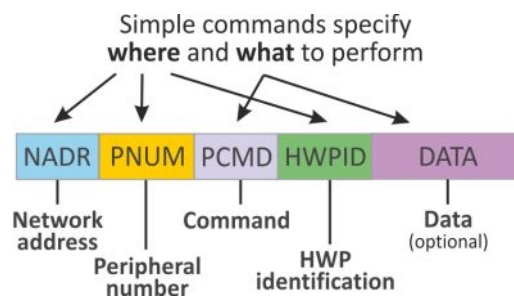 Simple commands specify
where and what to perform
NADR PNUM PCMD HWPID DATA
Network
address
Peripheral
number
Command
HWP
identification
Data
(optional)